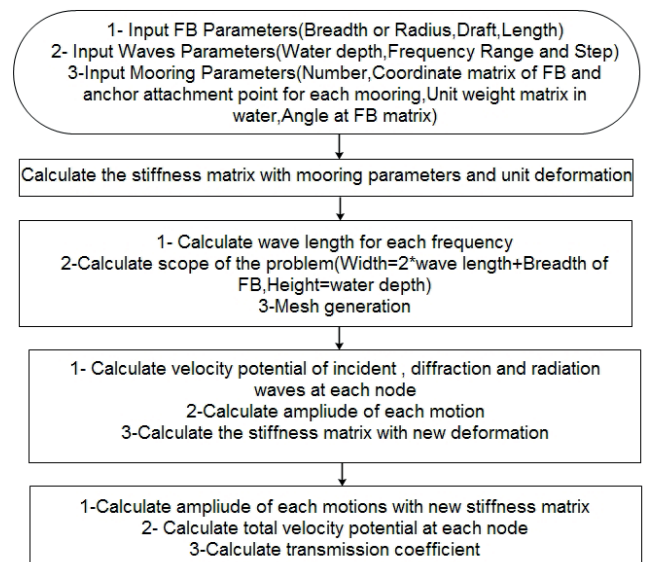 1- Input FB Parameters(Breadth or Radius,Draft,Length)
2- Input Waves Parameters(Water depth,Frequency Range and Step)
3-Input Mooring Parameters(Number,Coordinate matrix of FB and
anchor attachment point for each mooring,Unit weight matrix in
water,Angle at FB matrix)
Calculate the stiffness matrix with mooring parameters and unit deformation
1- Calculate wave length for each frequency
2-Calculate scope of the problem(Width=2*wave length+Breadth of
FB,Height=water depth)
3-Mesh generation
1- Calculate velocity potential of incident , diffraction and radiation
waves at each node
2-Calculate ampliude of each motion
3-Calculate the stiffness matrix with new deformation
1-Calculate ampliude of each motions with new stiffness matrix
2- Calculate total velocity potential at each node
3-Calculate transmission coefficient